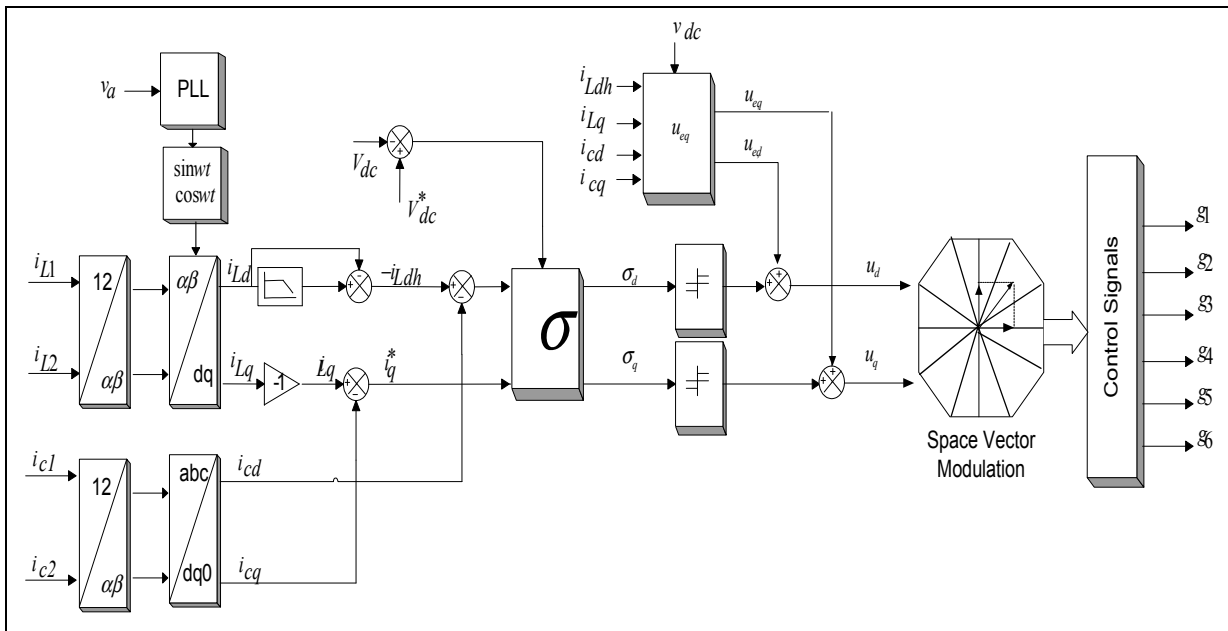 v_a
PLL
sinwt
coswt
i_L1
i_L2
12
αβ
αβ
dq
i_Ld
-i_Ldh
i_Lq
-1
i_Lq
i_q^*
V_dc
V_dc^*
i_c1
i_c2
12
αβ
abc
dq0
i_cd
i_cq
σ
v_dc
i_Ldh
i_Lq
i_cd
i_cq
u_eq
u_eq
u_ed
σ_d
σ_q
u_d
u_q
Space Vector
Modulation
Control Signals
g1
g2
g3
g4
g5
g6